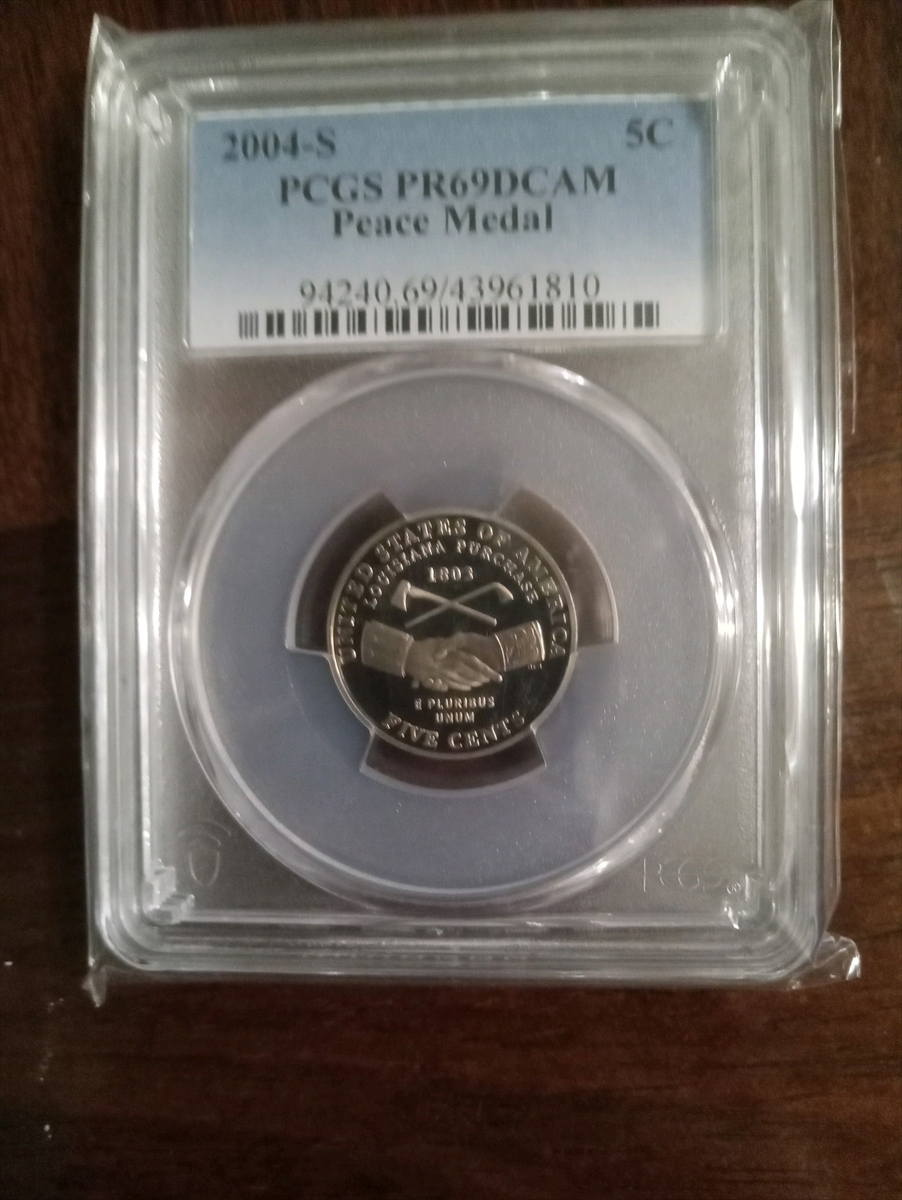 2004-S 5C
PCGS PR69DCAM
Peace Medal
94240.69/43961810
UNITED STATES OF AMERICA
LOUISIANA PURCHASE
1803
E PLURIBUS
UNUM
FIVE CENTS